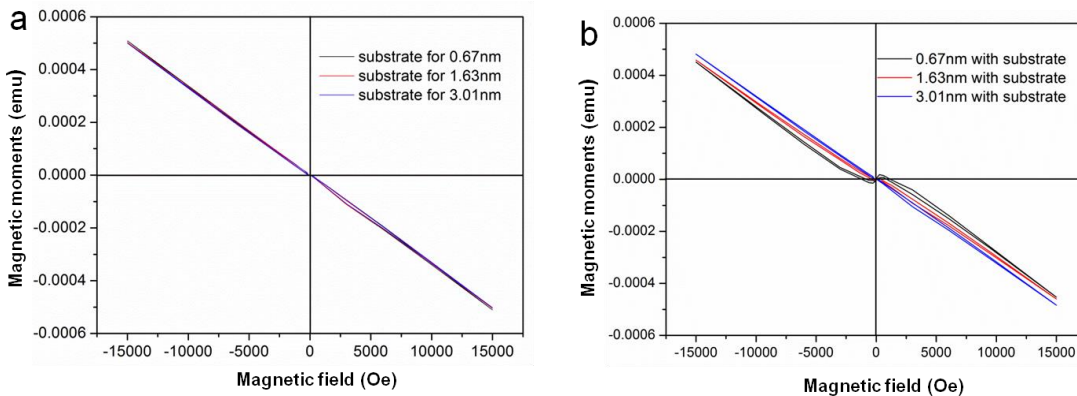 a
0.0006
0.0004
0.0002
0.0000
-0.0002
-0.0004
-0.0006
Magnetic moments (emu)
substrate for 0.67nm
substrate for 1.63nm
substrate for 3.01nm
-15000 -10000 -5000 0 5000 10000 15000
Magnetic field (Oe)
b
0.0006
0.0004
0.0002
0.0000
-0.0002
-0.0004
-0.0006
Magnetic moments (emu)
0.67nm with substrate
1.63nm with substrate
3.01nm with substrate
-15000 -10000 -5000 0 5000 10000 15000
Magnetic field (Oe)